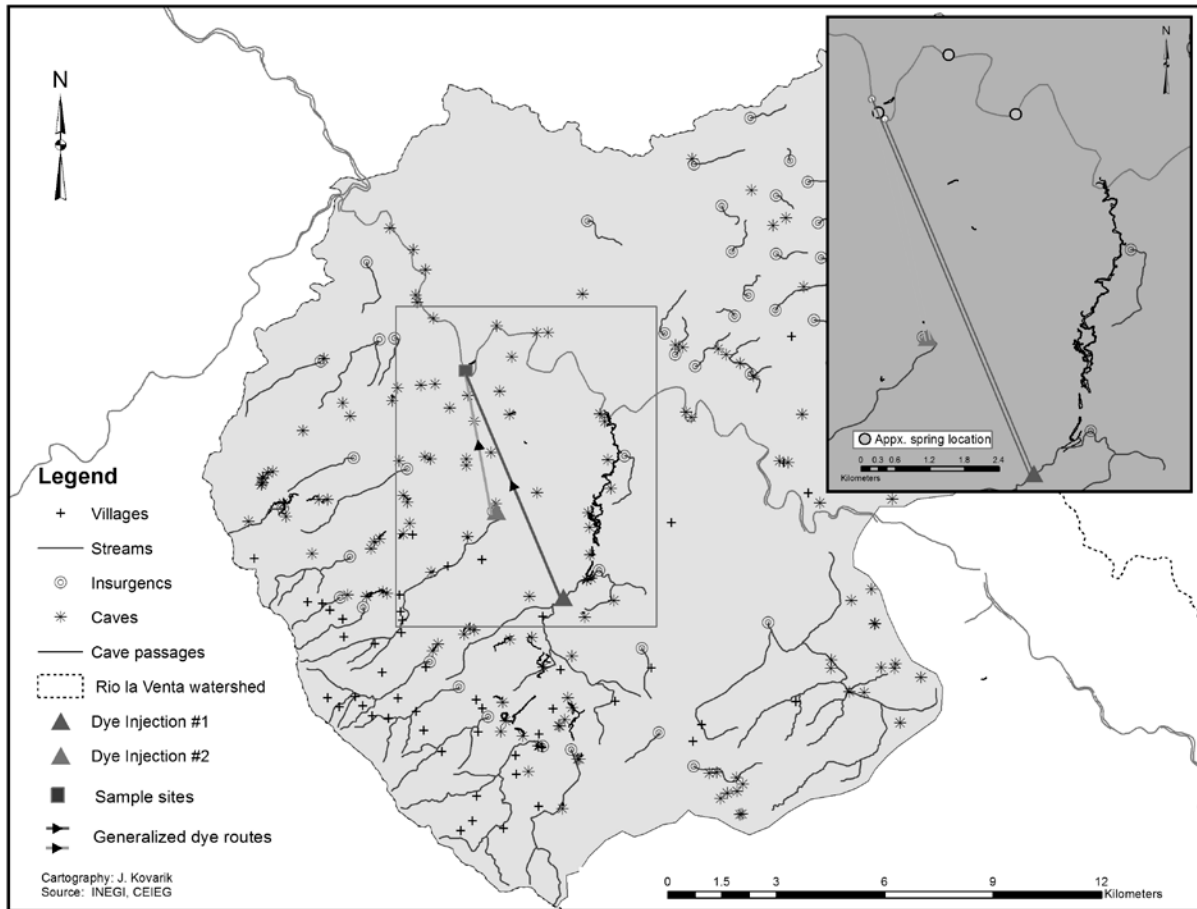 N
N
Appx. spring location
0 0.3 0.6 1.2 1.8 2.4
Kilometers
Legend
Villages
Streams
Insurgencs
Caves
Cave passages
Rio la Venta watershed
Dye Injection #1
Dye Injection #2
Sample sites
Generalized dye routes
Cartography: J. Kovarik
Source: INEGI, CEIEG
0 1.5 3 6 9 12
Kilometers